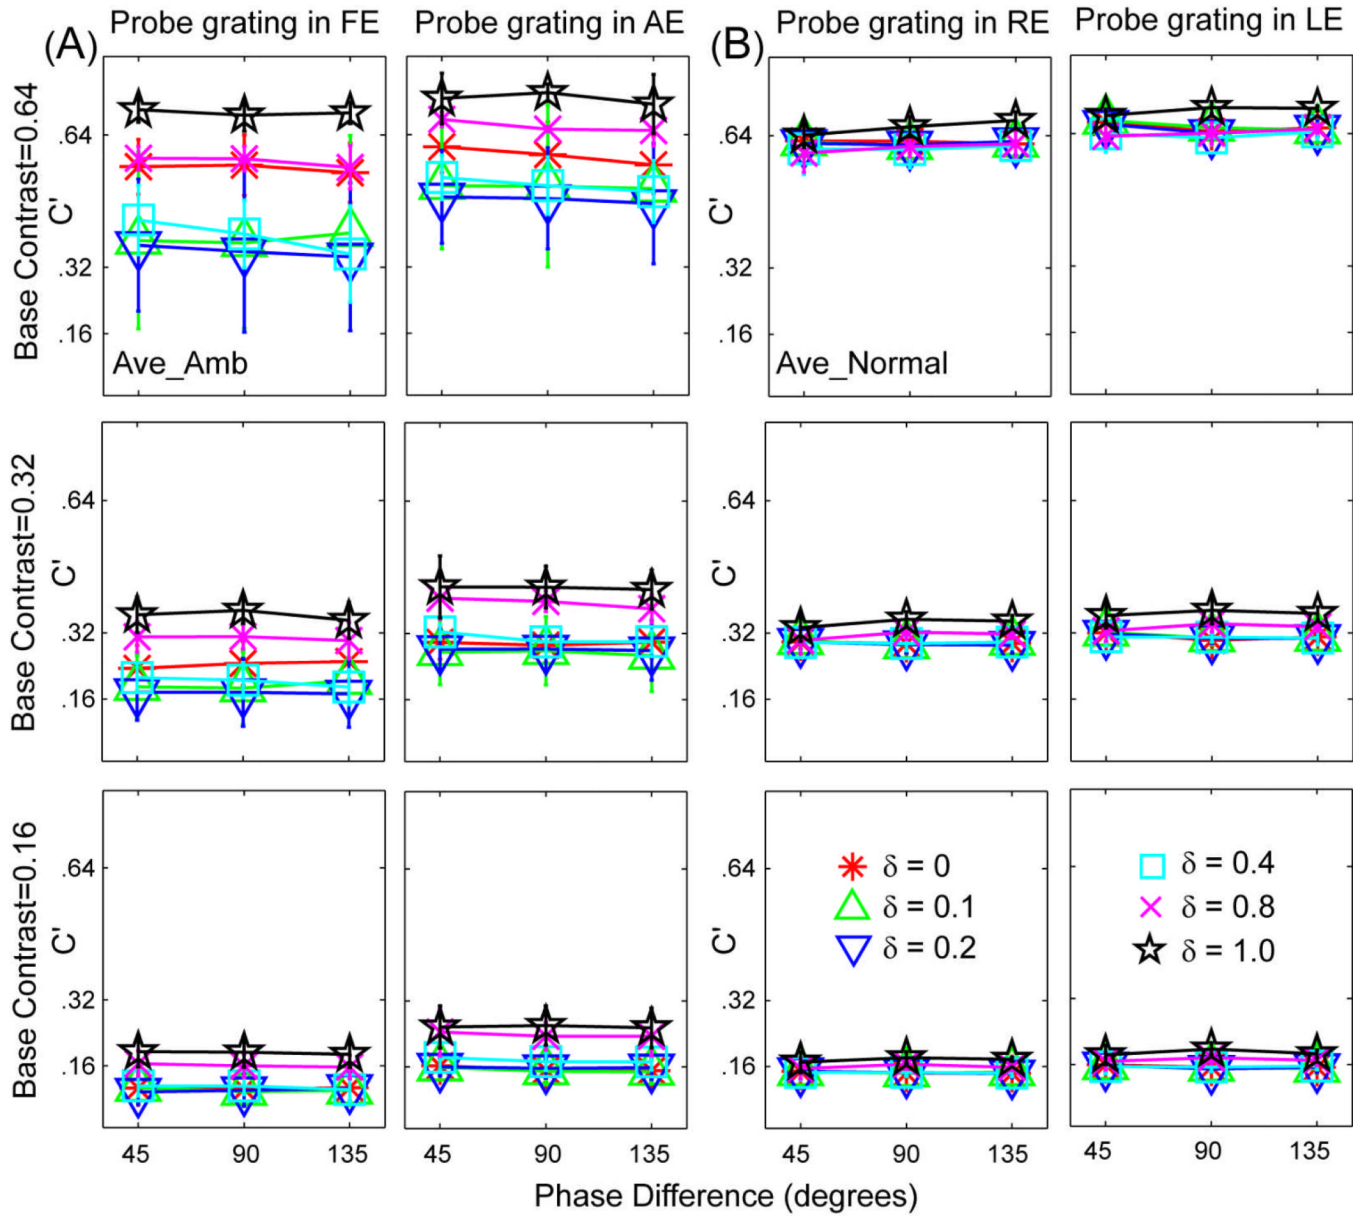 (A)
Probe grating in FE
Probe grating in AE
(B)
Probe grating in RE
Probe grating in LE
Base Contrast=0.64
C'
.64
.32
.16
Ave_Amb
C'
.64
.32
.16
Ave_Normal
Base Contrast=0.32
C'
.64
.32
.16
C'
.64
.32
.16
Base Contrast=0.16
C'
.64
.32
.16
C'
.64
.32
.16
δ = 0
δ = 0.1
δ = 0.2
δ = 0.4
δ = 0.8
δ = 1.0
45 90 135
45 90 135
45 90 135
45 90 135
Phase Difference (degrees)